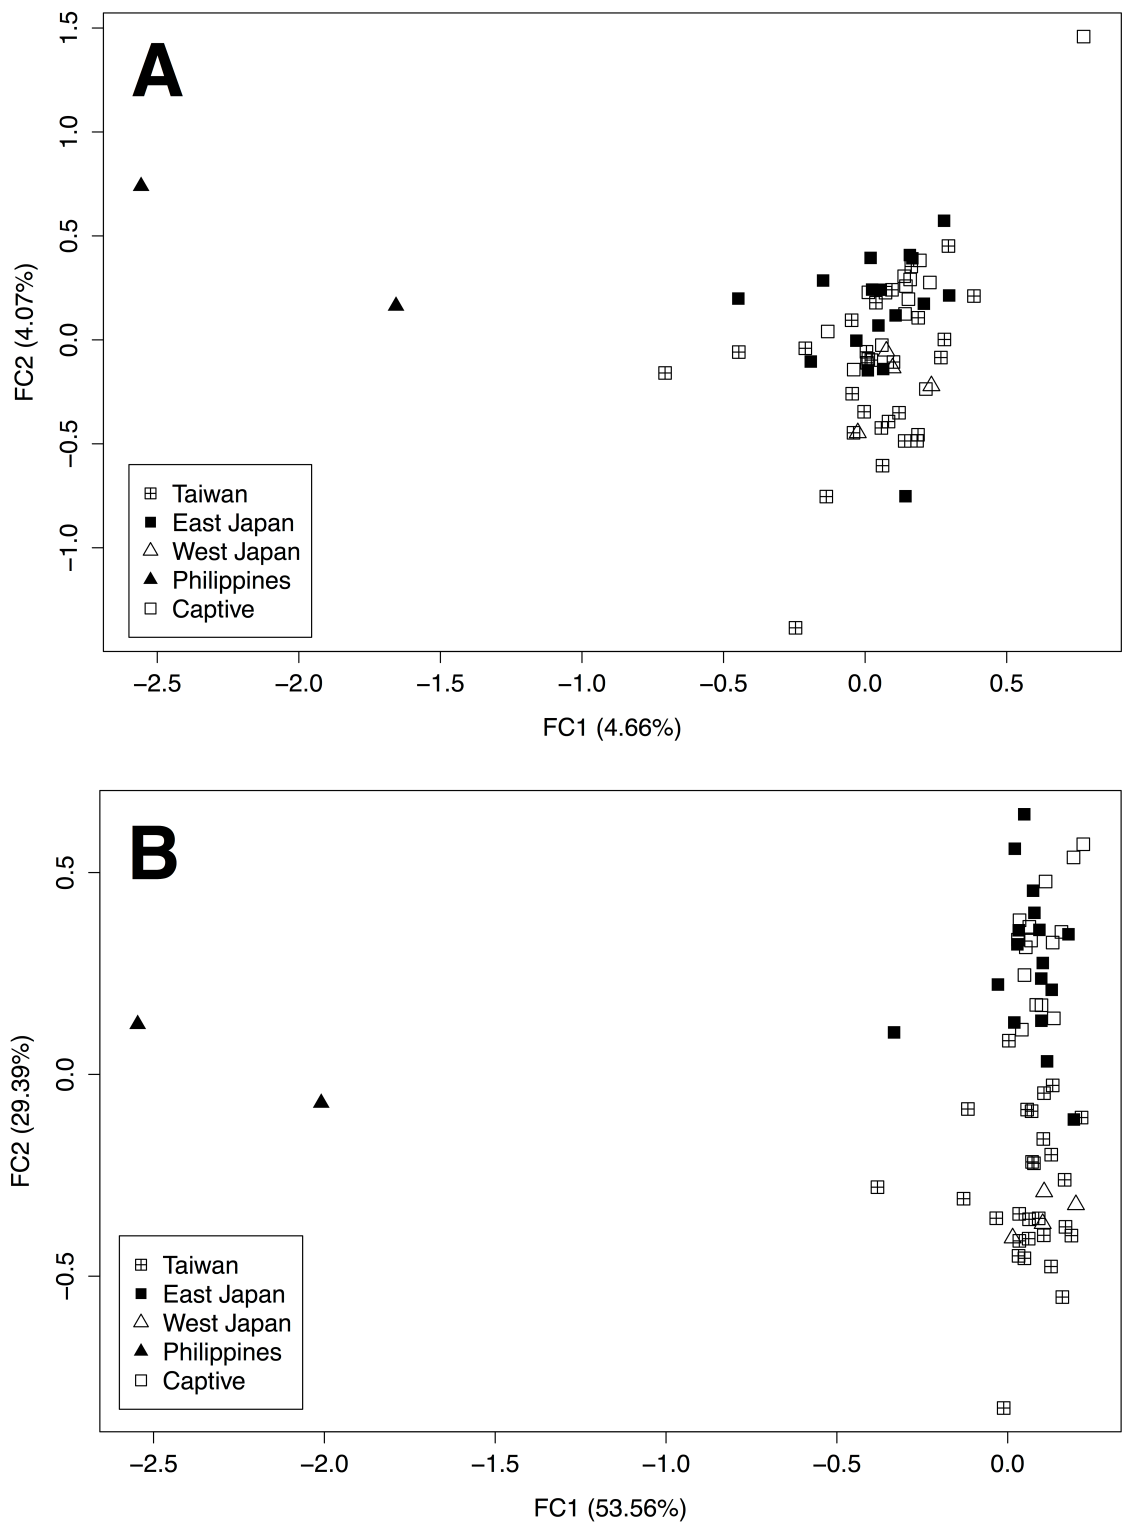 A
1.5
1.0
0.5
0.0
−0.5
−1.0
FC2 (4.07%)
Taiwan
East Japan
West Japan
Philippines
Captive
−2.5 −2.0 −1.5 −1.0 −0.5 0.0 0.5
FC1 (4.66%)
B
0.5
0.0
−0.5
FC2 (29.39%)
Taiwan
East Japan
West Japan
Philippines
Captive
−2.5 −2.0 −1.5 −1.0 −0.5 0.0
FC1 (53.56%)